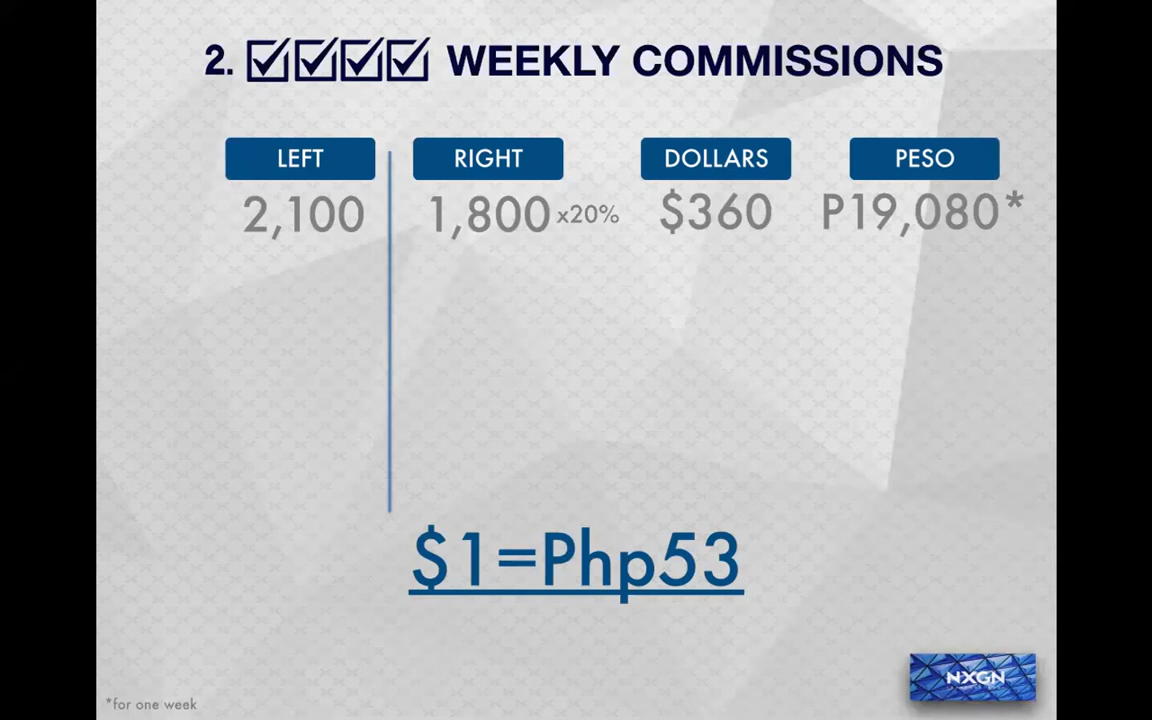 2. ☑☑☑☑ WEEKLY COMMISSIONS
LEFT RIGHT DOLLARS PESO
2,100 1,800 x20% $360 P19,080*
$1=Php53
NXGN
*for one week